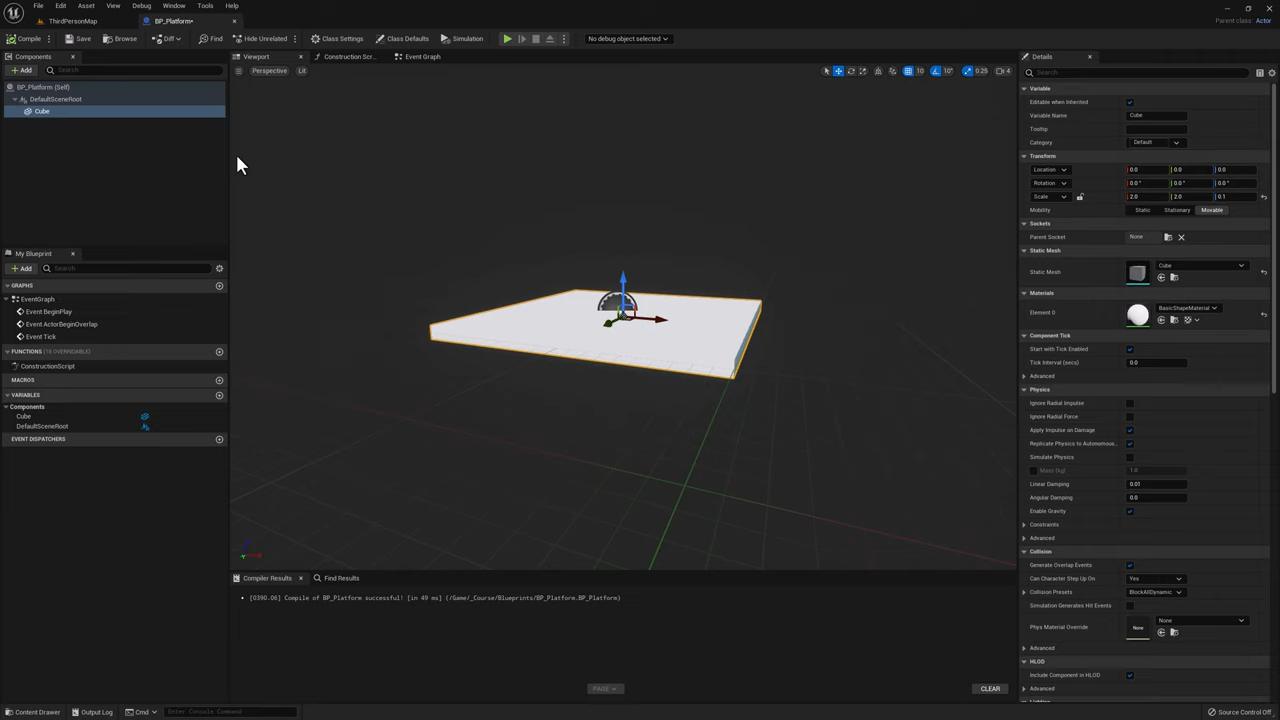 File Edit Asset View Debug Window Tools Help
ThirdPersonMap BP_Platform* Parent class: Actor
Compile Save Browse Diff Find Hide Unrelated Class Settings Class Defaults Simulation No debug object selected
Components Viewport Construction Scr... Event Graph Details
Add Search Perspective Lit 10 10° 0.25 4 Search
BP_Platform (Self)
DefaultSceneRoot
Cube
My Blueprint
Add Search
GRAPHS
EventGraph
Event BeginPlay
Event ActorBeginOverlap
Event Tick
FUNCTIONS (18 OVERRIDABLE)
ConstructionScript
MACROS
VARIABLES
Components
Cube
DefaultSceneRoot
EVENT DISPATCHERS
Variable
Editable when Inherited
Variable Name Cube
Tooltip
Category Default
Transform
Location 0.0 0.0 0.0
Rotation 0.0 ° 0.0 ° 0.0 °
Scale 2.0 2.0 0.1
Mobility Static Stationary Movable
Sockets
Parent Socket None
Static Mesh
Static Mesh Cube
Materials
Element 0 BasicShapeMaterial
Component Tick
Start with Tick Enabled
Tick Interval (secs) 0.0
Advanced
Physics
Ignore Radial Impulse
Ignore Radial Force
Apply Impulse on Damage
Replicate Physics to Autonomous...
Simulate Physics
Mass (kg) 1.0
Linear Damping 0.01
Angular Damping 0.0
Enable Gravity
Constraints
Advanced
Collision
Generate Overlap Events
Can Character Step Up On Yes
Collision Presets BlockAllDynamic
Simulation Generates Hit Events
Phys Material Override None None
Advanced
HLOD
Include Component in HLOD
Advanced
Compiler Results Find Results
[0390.06] Compile of BP_Platform successful! [in 49 ms] (/Game/_Course/Blueprints/BP_Platform.BP_Platform)
PAGE CLEAR
Content Drawer Output Log Cmd Enter Console Command Source Control Off